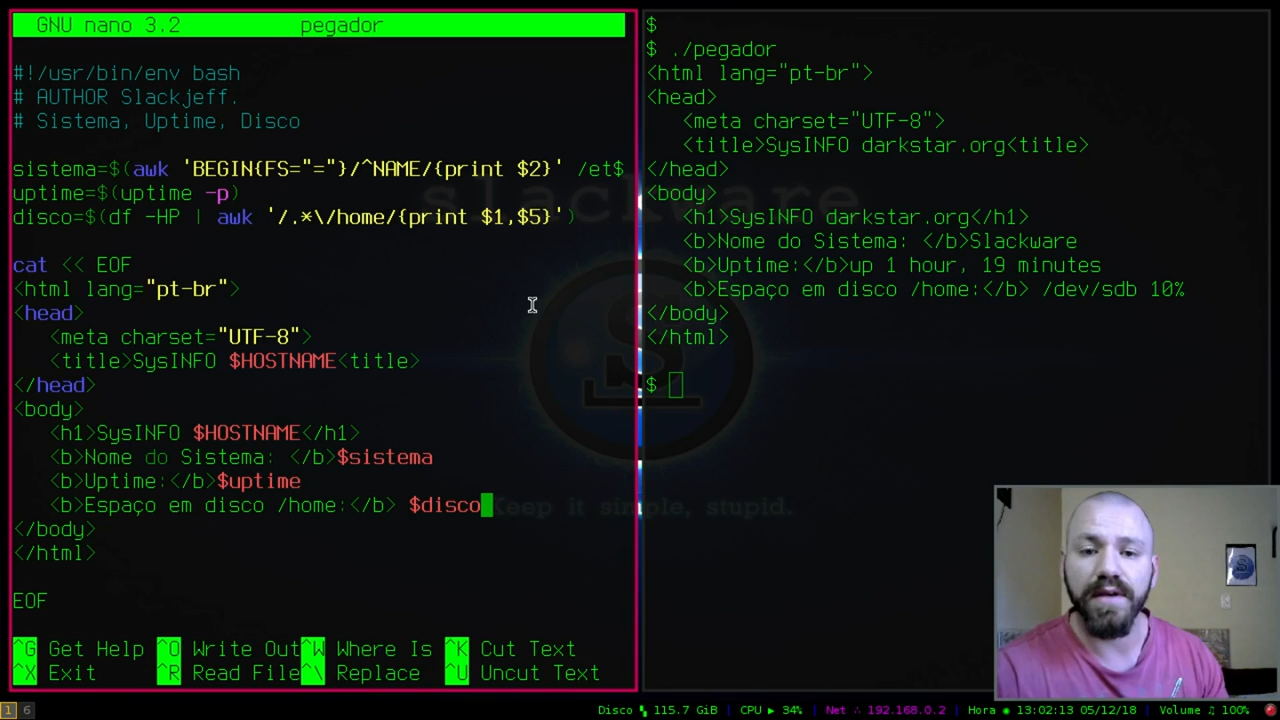 GNU nano 3.2 pegador
#!/usr/bin/env bash
# AUTHOR Slackjeff.
# Sistema, Uptime, Disco
sistema=$(awk 'BEGIN{FS="="}/^NAME/{print $2}' /et$
uptime=$(uptime -p)
disco=$(df -HP | awk '/.*\/home/{print $1,$5}')
cat << EOF
<html lang="pt-br">
<head>
<meta charset="UTF-8">
<title>SysINFO $HOSTNAME<title>
</head>
<body>
<h1>SysINFO $HOSTNAME</h1>
<b>Nome do Sistema: </b>$sistema
<b>Uptime:</b>$uptime
<b>Espaço em disco /home:</b> $disco
</body>
</html>
EOF
^G Get Help ^O Write Out ^W Where Is ^K Cut Text
^X Exit ^R Read File ^\ Replace ^U Uncut Text
$
$ ./pegador
<html lang="pt-br">
<head>
<meta charset="UTF-8">
<title>SysINFO darkstar.org<title>
</head>
<body>
<h1>SysINFO darkstar.org</h1>
<b>Nome do Sistema: </b>Slackware
<b>Uptime:</b>up 1 hour, 19 minutes
<b>Espaço em disco /home:</b> /dev/sdb 10%
</body>
</html>
$
slackware
S
Keep it simple, stupid.
1 6
Disco 115.7 GiB | CPU ▶ 34% | Net ∴ 192.168.0.2 | Hora ◉ 13:02:13 05/12/18 | Volume ♫ 100%